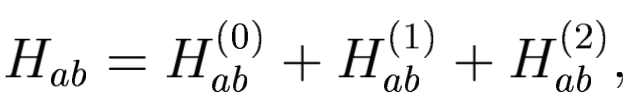 H_{ab} = H_{ab}^{(0)} + H_{ab}^{(1)} + H_{ab}^{(2)},